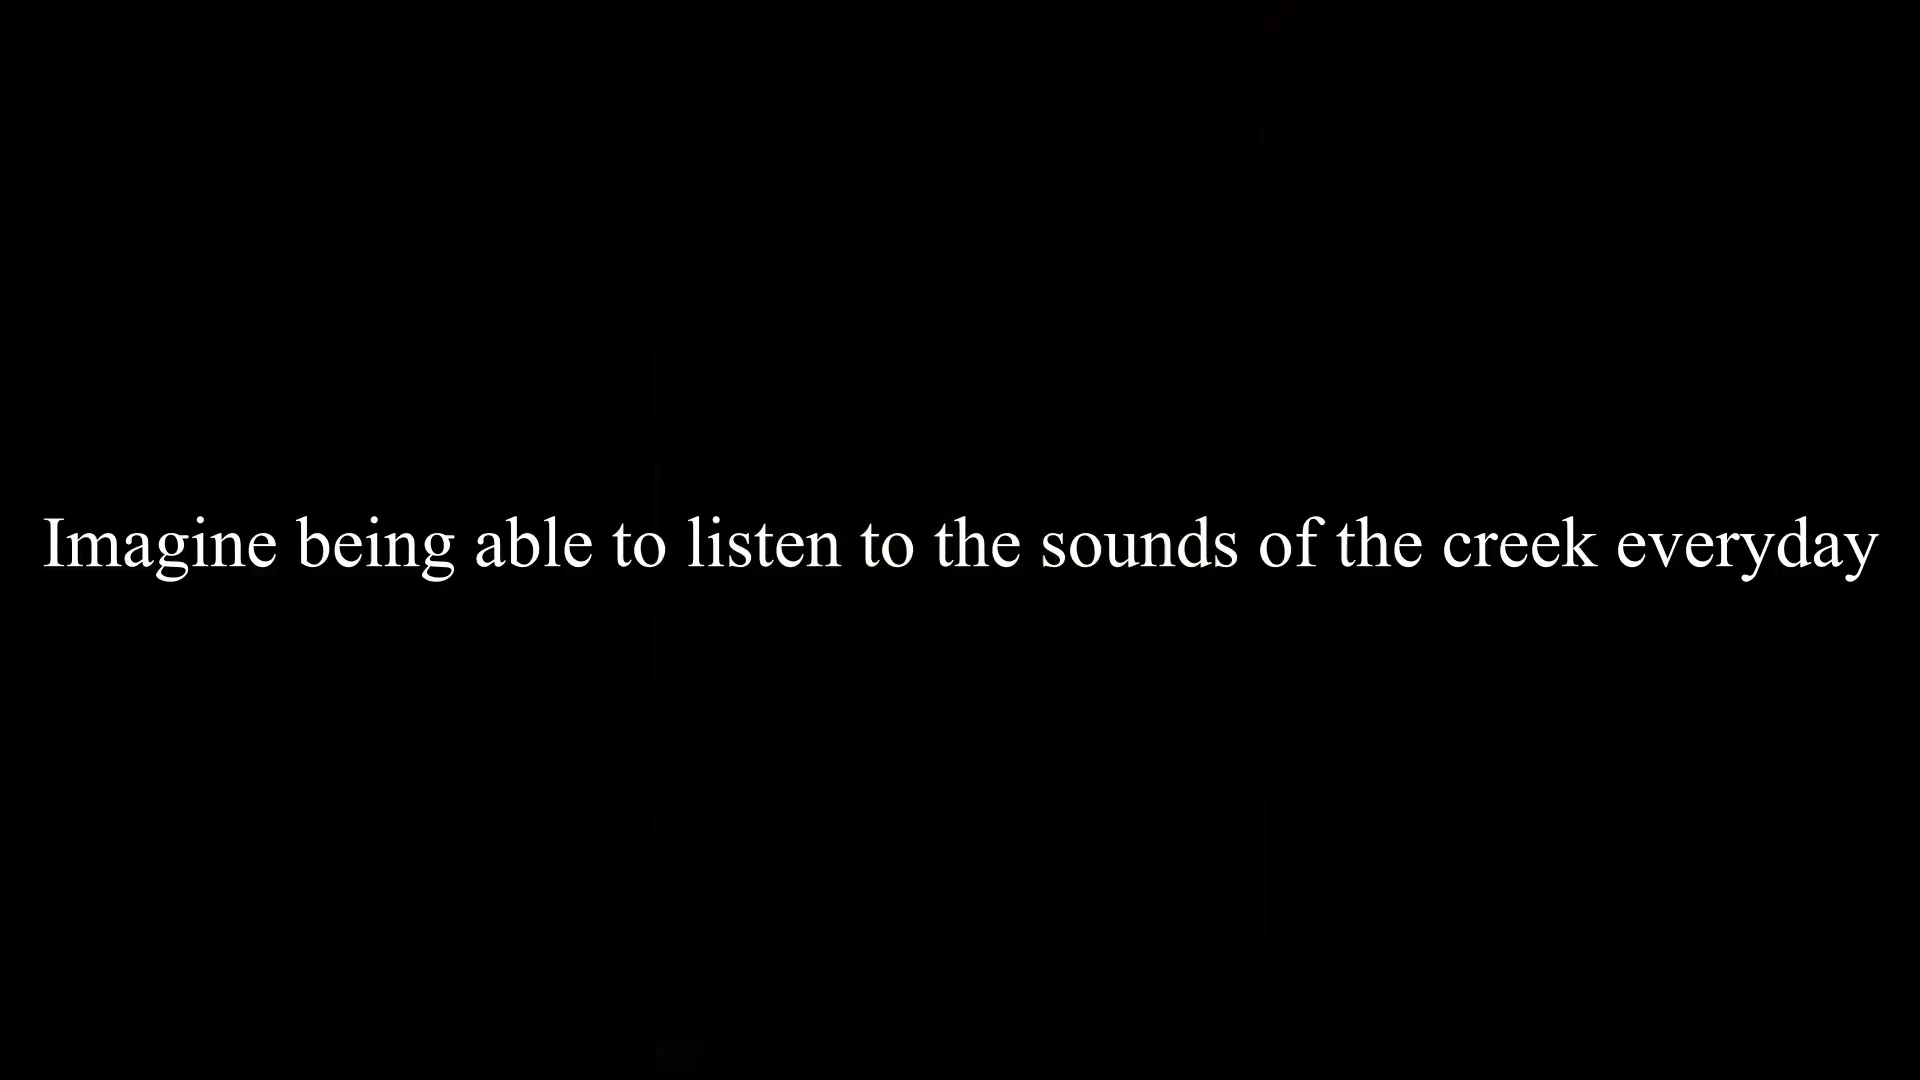 Imagine being able to listen to the sounds of the creek everyday